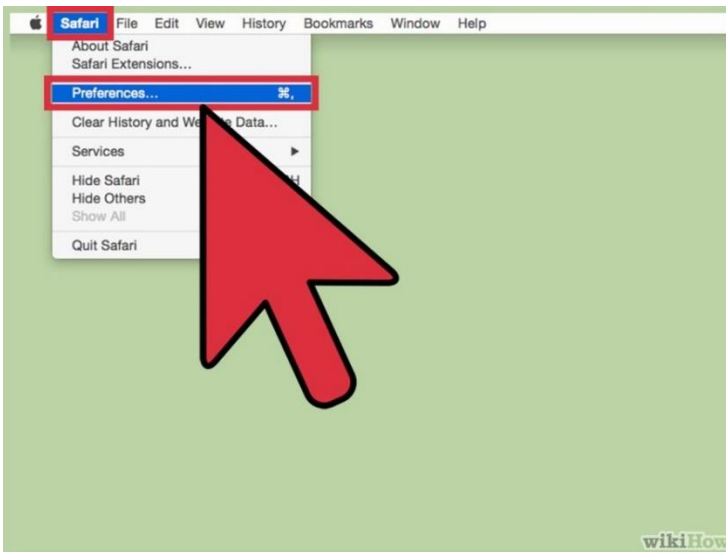 Safari File Edit View History Bookmarks Window Help
About Safari
Safari Extensions...
Preferences... ⌘,
Clear History and Data...
Services
Hide Safari H
Hide Others
Show All
Quit Safari
wikiHow